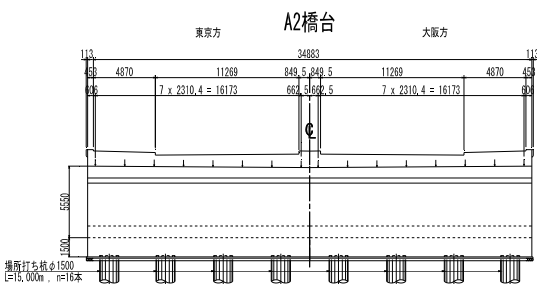 A2橋台
東京方
大阪方
113
34883
113
453
4870
11269
849.5
849.5
11269
4870
453
606
7 x 2310.4 = 16173
662.5
662.5
7 x 2310.4 = 16173
606
℄
5550
1500
場所打ち杭φ1500
L=15,000m , n=16本